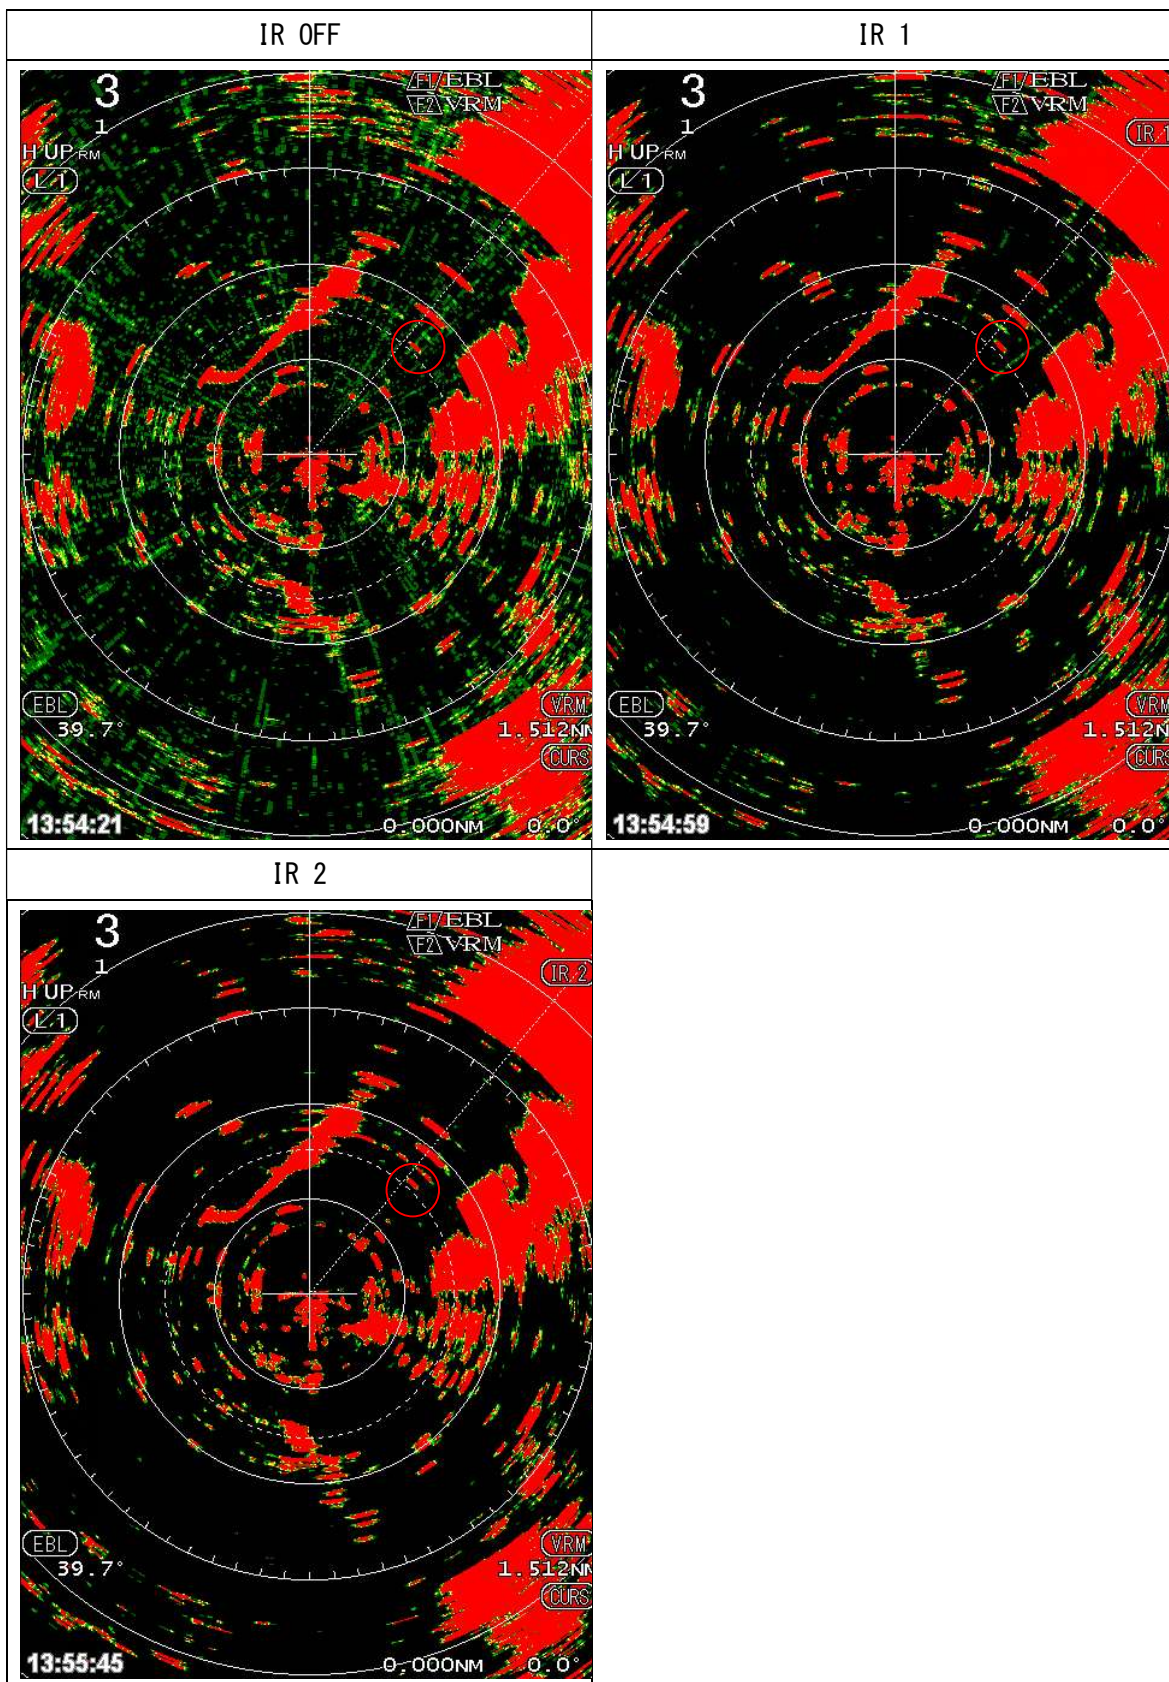 IR OFF
IR 1
3
F1 EBL
F2 VRM
1
H UP RM
L 1
EBL
39.7°
VRM
1.512NM
CURS
13:54:21
0.000NM 0.0°
3
F1 EBL
F2 VRM
1
IR 1
H UP RM
L 1
EBL
39.7°
VRM
1.512N
CURS
13:54:59
0.000NM 0.0°
IR 2
3
F1 EBL
F2 VRM
1
IR 2
H UP RM
L 1
EBL
39.7°
VRM
1.512NM
CURS
13:55:45
0.000NM 0.0°